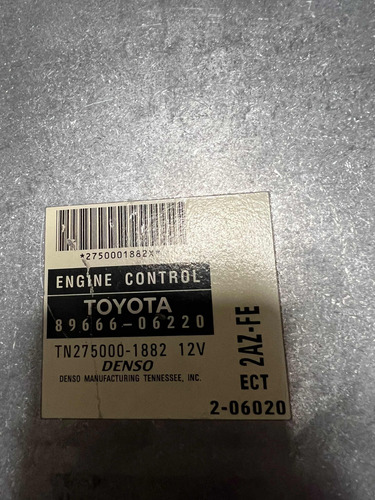 *2750001882X*
ENGINE CONTROL
TOYOTA
89666-06220
TN275000-1882 12V
DENSO
DENSO MANUFACTURING TENNESSEE, INC.
2AZ-FE
ECT
2-06020